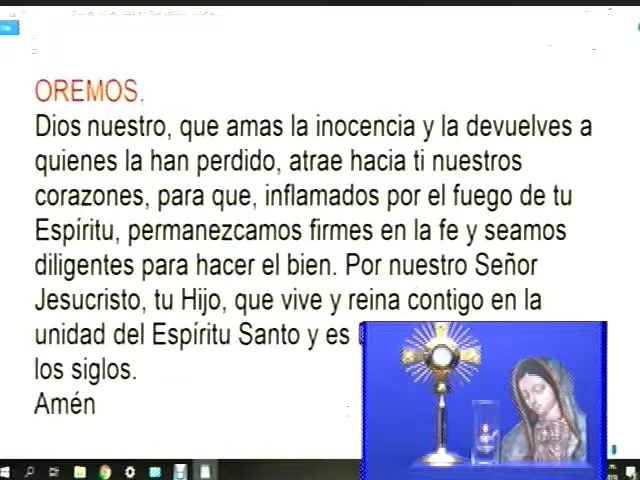 OREMOS.
Dios nuestro, que amas la inocencia y la devuelves a
quienes la han perdido, atrae hacia ti nuestros
corazones, para que, inflamados por el fuego de tu
Espíritu, permanezcamos firmes en la fe y seamos
diligentes para hacer el bien. Por nuestro Señor
Jesucristo, tu Hijo, que vive y reina contigo en la
unidad del Espíritu Santo y es
los siglos.
Amén